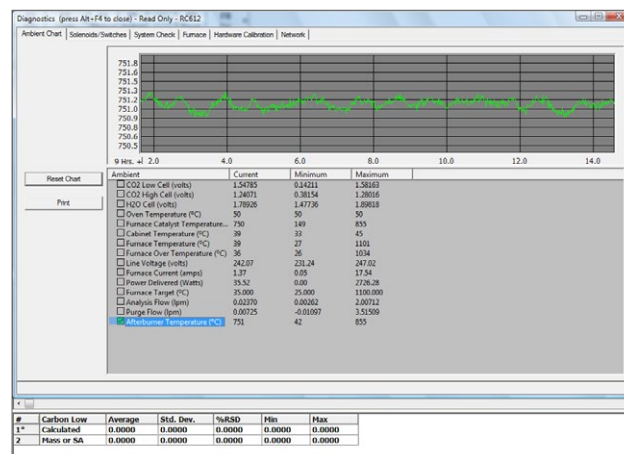 Diagnostics (press Alt+F4 to close) - Read Only - RC612
Ambient Chart Solenoids/Switches System Check Furnace Hardware Calibration Network
751.8
751.6
751.5
751.3
751.2
751.0
750.9
750.8
750.6
750.5
9 Hrs. + 2.0 4.0 6.0 8.0 10.0 12.0 14.0
Reset Chart
Print
Ambient Current Minimum Maximum
CO2 Low Cell (volts) 1.54785 0.14211 1.58163
CO2 High Cell (volts) 1.24071 0.38154 1.28016
H2O Cell (volts) 1.78926 1.47736 1.89818
Oven Temperature (ºC) 50 50 50
Furnace Catalyst Temperature... 750 149 855
Cabinet Temperature (ºC) 39 33 45
Furnace Temperature (ºC) 39 27 1101
Furnace Over Temperature (ºC) 36 26 1034
Line Voltage (volts) 242.07 231.24 247.02
Furnace Current (amps) 1.37 0.05 17.54
Power Delivered (Watts) 35.52 0.00 2726.28
Furnace Target (ºC) 35.000 25.000 1100.000
Analysis Flow (lpm) 0.02370 0.00262 2.00712
Purge Flow (lpm) 0.00725 -0.01097 3.51509
Afterburner Temperature (ºC) 751 42 855
# Carbon Low Average Std. Dev. %RSD Min Max
1* Calculated 0.0000 0.0000 0.0000 0.0000 0.0000
2 Mass or SA 0.0000 0.0000 0.0000 0.0000 0.0000